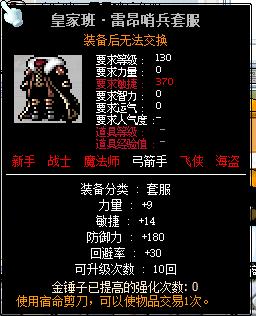 皇家班·雷昂哨兵套服
装备后无法交换
要求等级： 130
要求力量： 0
要求敏捷： 370
要求智力： 0
要求运气： 0
要求人气度： -
道具等级： -
道具经验值： -
新手 战士 魔法师 弓箭手 飞侠 海盗
装备分类 ： 套服
力量 ： +9
敏捷 ： +14
防御力 ： +180
回避率 ： +30
可升级次数 ： 10回
金锤子已提高的强化次数：0
使用宿命剪刀，可以使物品交易1次。